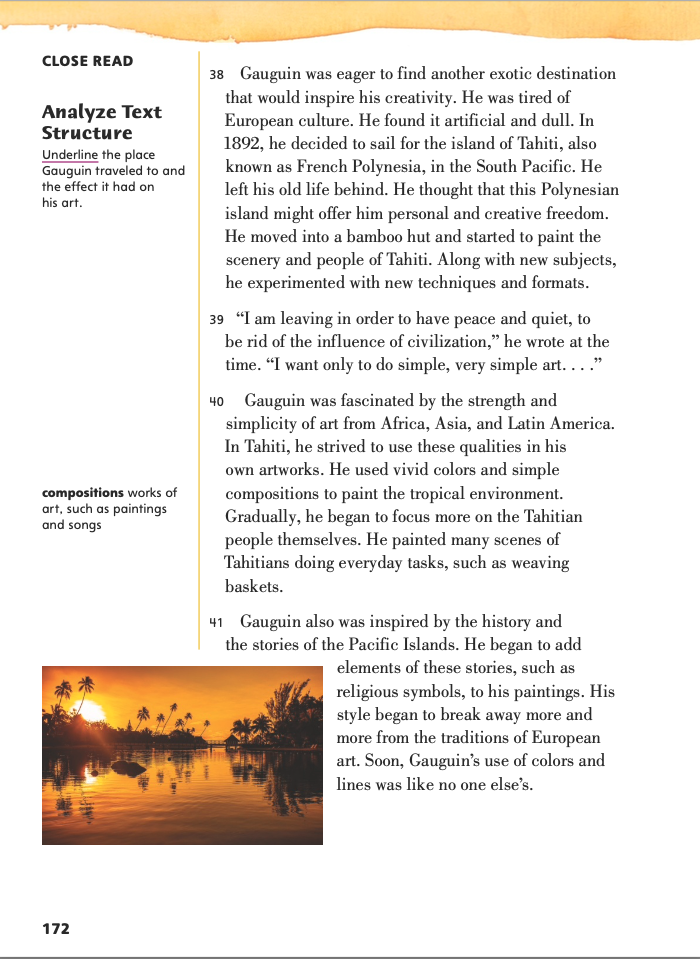 CLOSE READ
Analyze Text
Structure
Underline the place
Gauguin traveled to and
the effect it had on
his art.
38 Gauguin was eager to find another exotic destination
that would inspire his creativity. He was tired of
European culture. He found it artificial and dull. In
1892, he decided to sail for the island of Tahiti, also
known as French Polynesia, in the South Pacific. He
left his old life behind. He thought that this Polynesian
island might offer him personal and creative freedom.
He moved into a bamboo hut and started to paint the
scenery and people of Tahiti. Along with new subjects,
he experimented with new techniques and formats.
39 “I am leaving in order to have peace and quiet, to
be rid of the influence of civilization,” he wrote at the
time. “I want only to do simple, very simple art. . . .”
40 Gauguin was fascinated by the strength and
simplicity of art from Africa, Asia, and Latin America.
In Tahiti, he strived to use these qualities in his
own artworks. He used vivid colors and simple
compositions to paint the tropical environment.
Gradually, he began to focus more on the Tahitian
people themselves. He painted many scenes of
Tahitians doing everyday tasks, such as weaving
baskets.
compositions works of
art, such as paintings
and songs
41 Gauguin also was inspired by the history and
the stories of the Pacific Islands. He began to add
elements of these stories, such as
religious symbols, to his paintings. His
style began to break away more and
more from the traditions of European
art. Soon, Gauguin’s use of colors and
lines was like no one else’s.
172